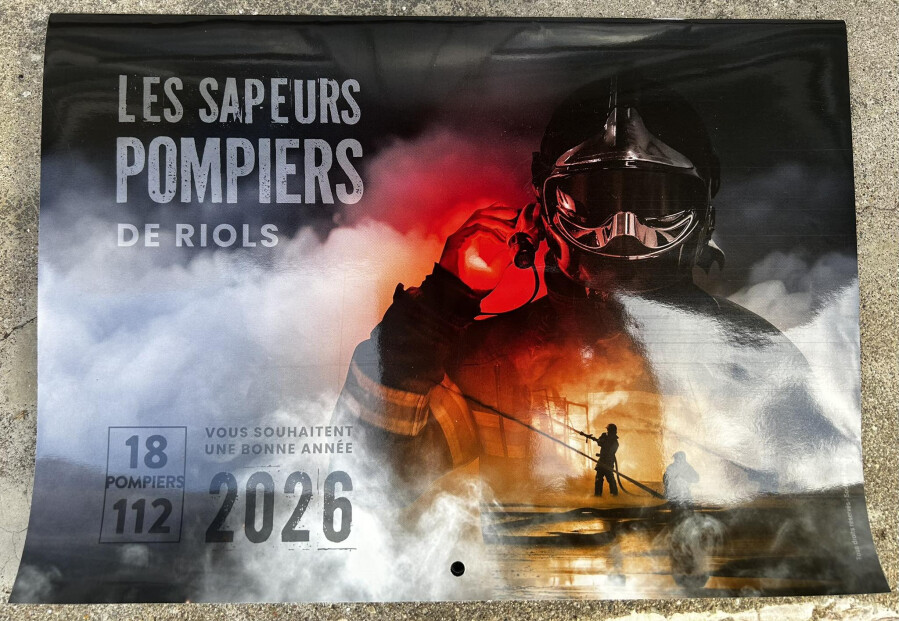 LES SAPEURS
POMPIERS
DE RIOLS
18
POMPIERS
112
VOUS SOUHAITENT
UNE BONNE ANNÉE
2026